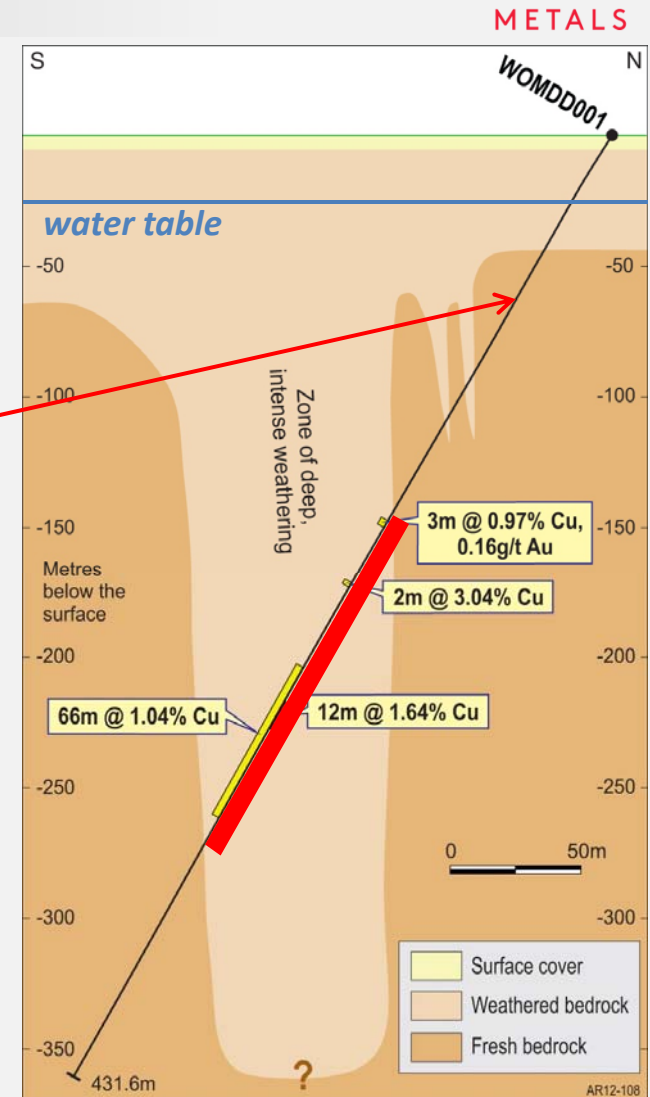 METALS
S
N
WOMDD001
water table
-50
-50
-100
-100
Zone of deep,
intense weathering
-150
-150
3m @ 0.97% Cu,
0.16g/t Au
Metres
below the
surface
2m @ 3.04% Cu
-200
-200
66m @ 1.04% Cu
12m @ 1.64% Cu
-250
-250
0
50m
-300
-300
Surface cover
Weathered bedrock
Fresh bedrock
-350
431.6m
?
AR12-108